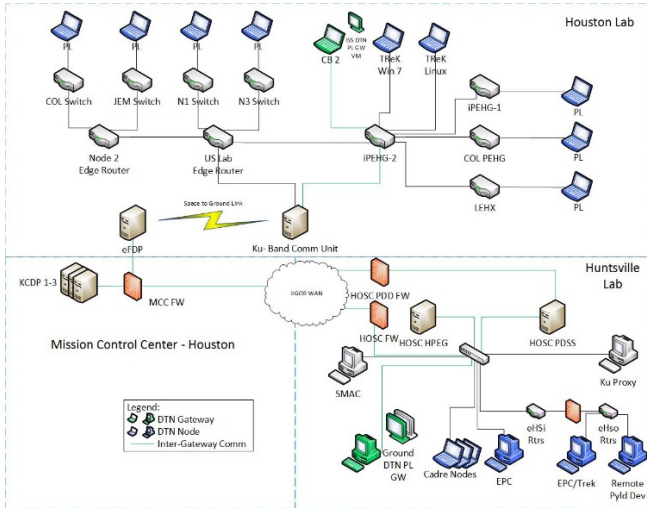 Houston Lab
PL
PL
PL
PL
CB 2
ISS DTN
PL GW
VM
TReK
Win 7
TReK
Linux
COL Switch
JEM Switch
N1 Switch
N3 Switch
iPEHG-1
PL
Node 2
Edge Router
US Lab
Edge Router
iPEHG-2
COL PEHG
PL
LEHX
PL
Space to Ground Link
eFDP
Ku- Band Comm Unit
Huntsville
Lab
KCDP 1-3
MCC FW
IIGOR WAN
HOSC PDD FW
HOSC FW
HOSC HPEG
HOSC PDSS
Mission Control Center - Houston
SMAC
Ku Proxy
Legend:
DTN Gateway
DTN Node
Inter-Gateway Comm
Ground
DTN PL
GW
Cadre Nodes
EPC
eHSi
Rtrs
eHso
Rtrs
EPC/Trek
Remote
Pyld Dev